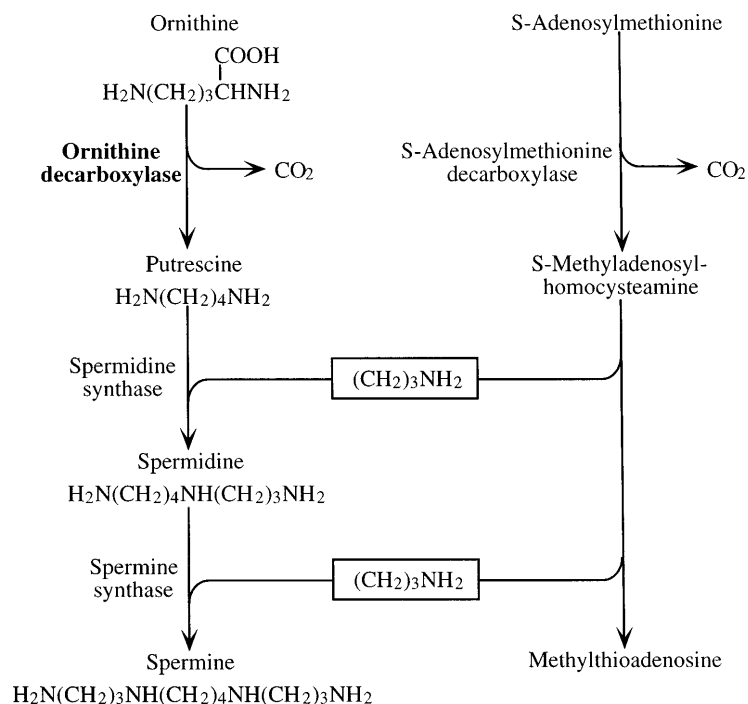 Ornithine
COOH
H2N(CH2)3CHNH2
Ornithine
decarboxylase
CO2
S-Adenosylmethionine
S-Adenosylmethionine
decarboxylase
CO2
Putrescine
H2N(CH2)4NH2
S-Methyladenosyl-
homocysteamine
Spermidine
synthase
(CH2)3NH2
Spermidine
H2N(CH2)4NH(CH2)3NH2
Spermine
synthase
(CH2)3NH2
Spermine
H2N(CH2)3NH(CH2)4NH(CH2)3NH2
Methylthioadenosine